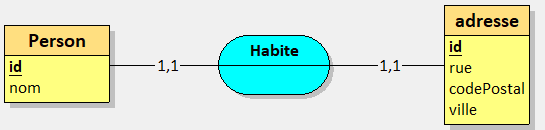 Person
id
nom
1,1
Habite
1,1
adresse
id
rue
codePostal
ville